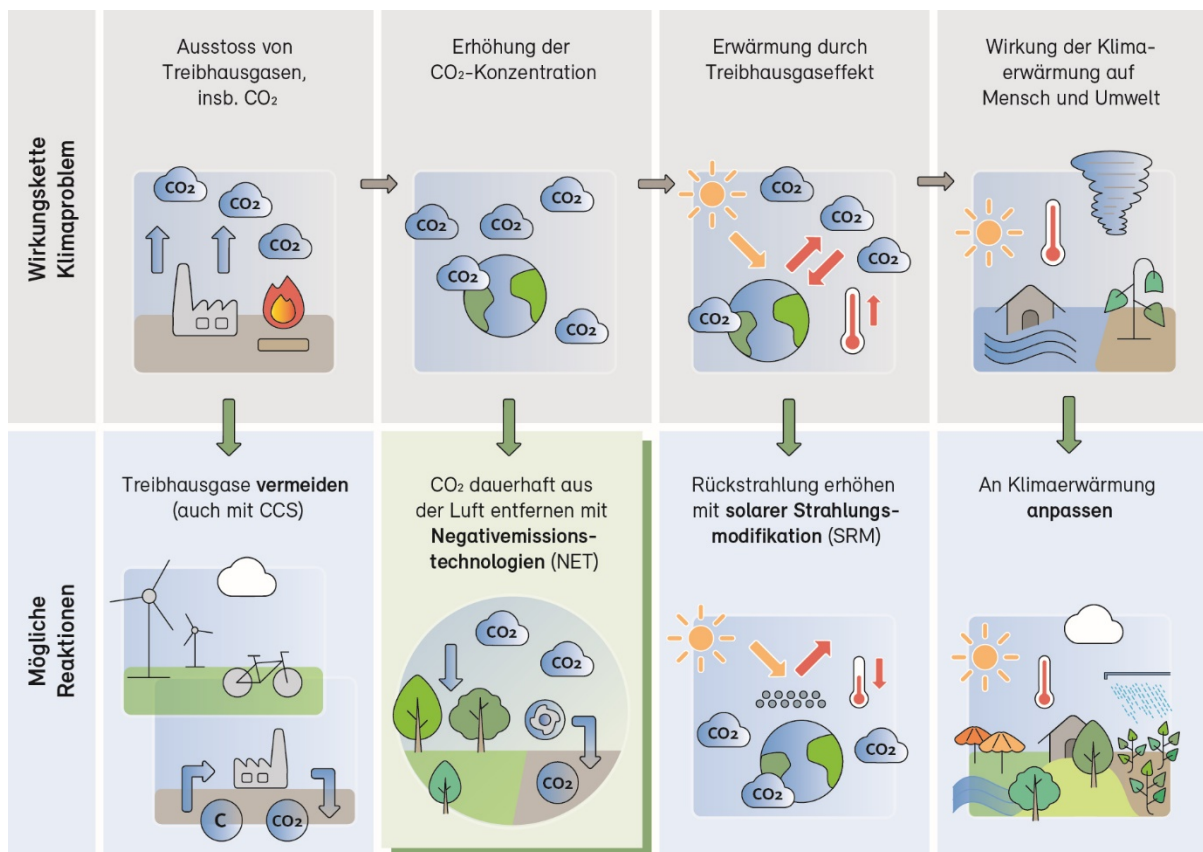 Wirkungskette
Klimaproblem
Ausstoss von
Treibhausgasen,
insb. CO₂
CO₂
CO₂
CO₂
Erhöhung der
CO₂-Konzentration
CO₂
CO₂
CO₂
CO₂
CO₂
Erwärmung durch
Treibhausgaseffekt
CO₂
CO₂
CO₂
CO₂
Wirkung der Klima-
erwärmung auf
Mensch und Umwelt
Mögliche
Reaktionen
Treibhausgase vermeiden
(auch mit CCS)
C
CO₂
CO₂ dauerhaft aus
der Luft entfernen mit
Negativemissions-
technologien (NET)
CO₂
CO₂
CO₂
Rückstrahlung erhöhen
mit solarer Strahlungs-
modifikation (SRM)
CO₂
CO₂
CO₂
An Klimaerwärmung
anpassen